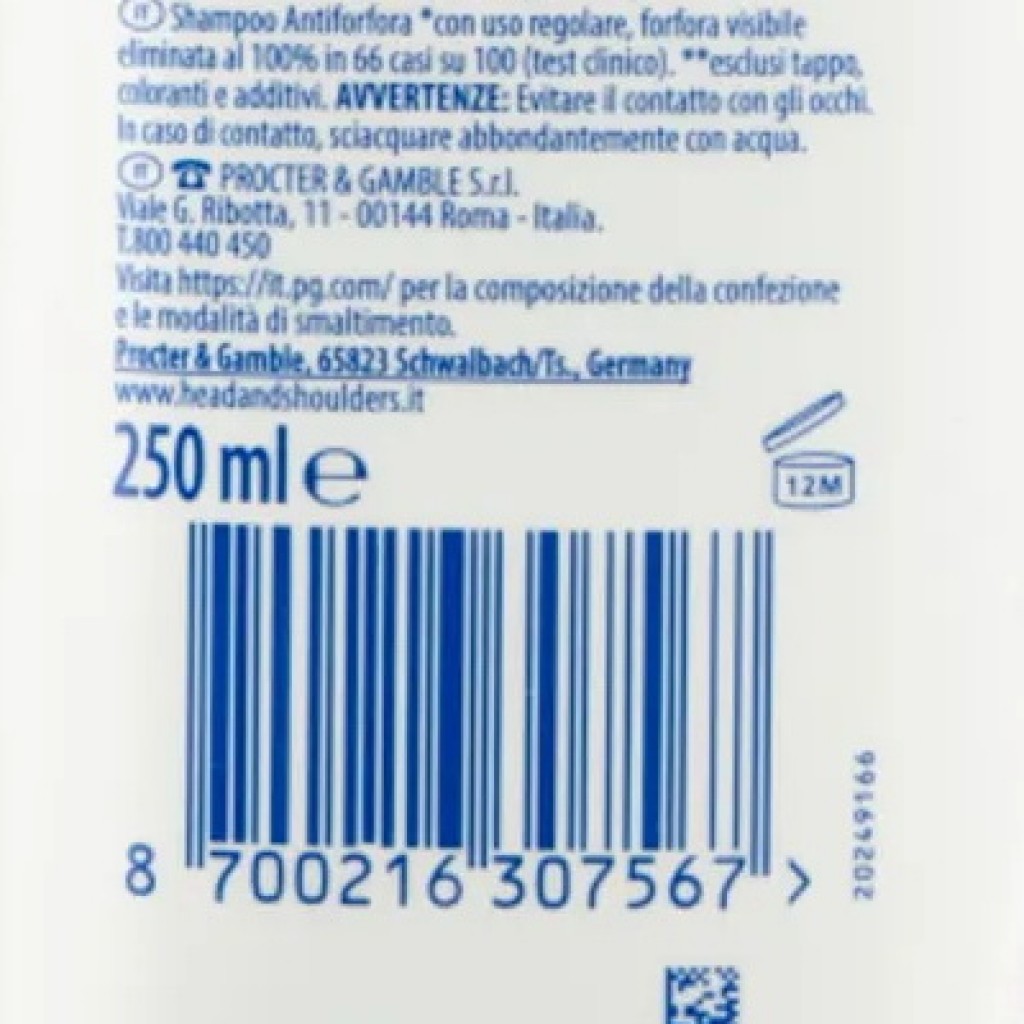 IT Shampoo Antiforfora *con uso regolare, forfora visibile
eliminata al 100% in 66 casi su 100 (test clinico). **esclusi tappo,
coloranti e additivi. AVVERTENZE: Evitare il contatto con gli occhi.
In caso di contatto, sciacquare abbondantemente con acqua.
IT ☎ PROCTER & GAMBLE S.r.l.
Viale G. Ribotta, 11 - 00144 Roma - Italia.
T.800 440 450
Visita https://it.pg.com/ per la composizione della confezione
e le modalità di smaltimento.
Procter & Gamble, 65823 Schwalbach/Ts., Germany
www.headandshoulders.it
250 ml ℮
12M
8 700216 307567 >
20249166